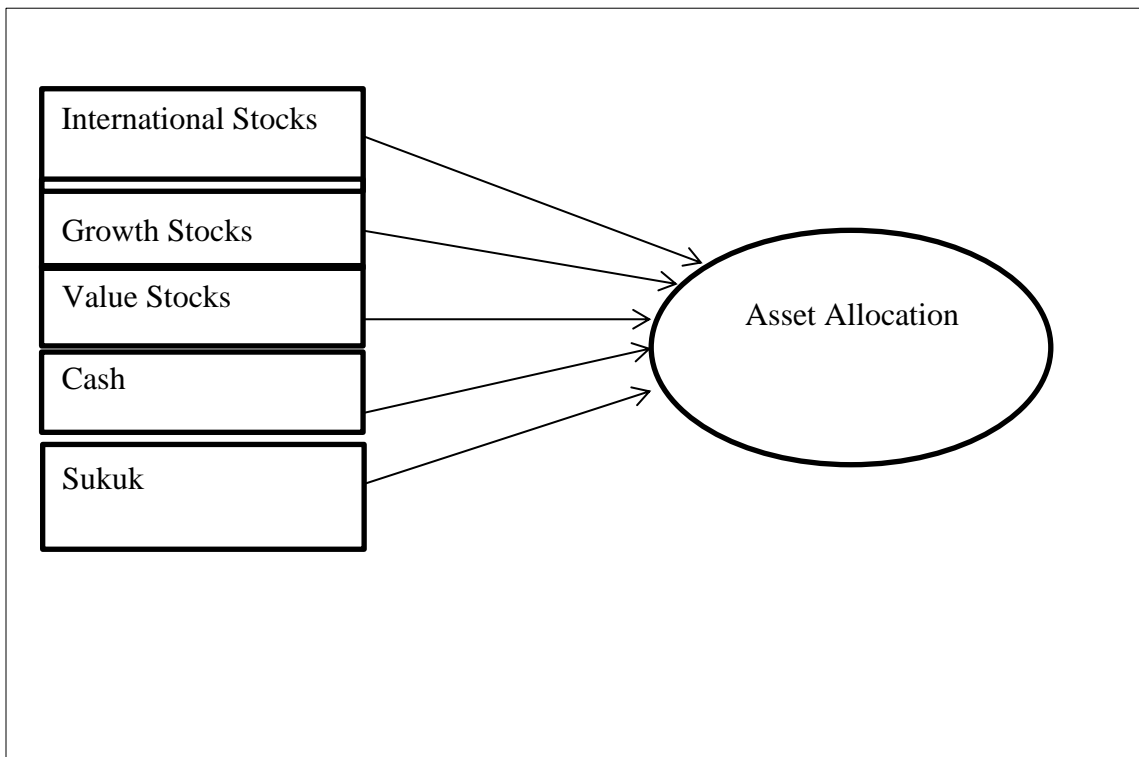 International Stocks
Growth Stocks
Value Stocks
Cash
Sukuk
Asset Allocation